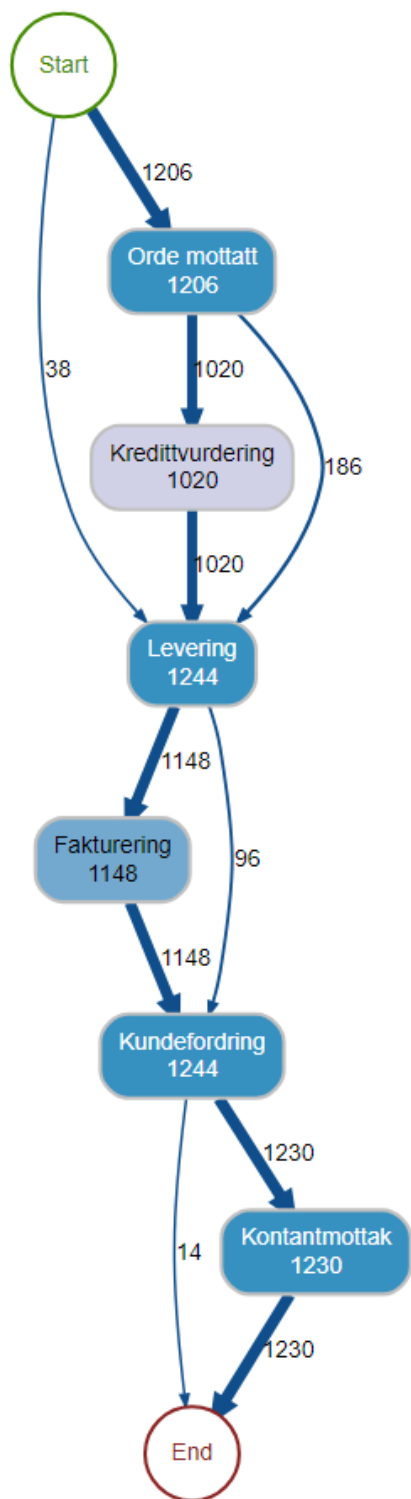 Start
1206
Orde mottatt
1206
38
1020
186
Kredittvurdering
1020
1020
Levering
1244
1148
Fakturering
1148
96
1148
Kundefordring
1244
1230
14
Kontantmottak
1230
1230
End